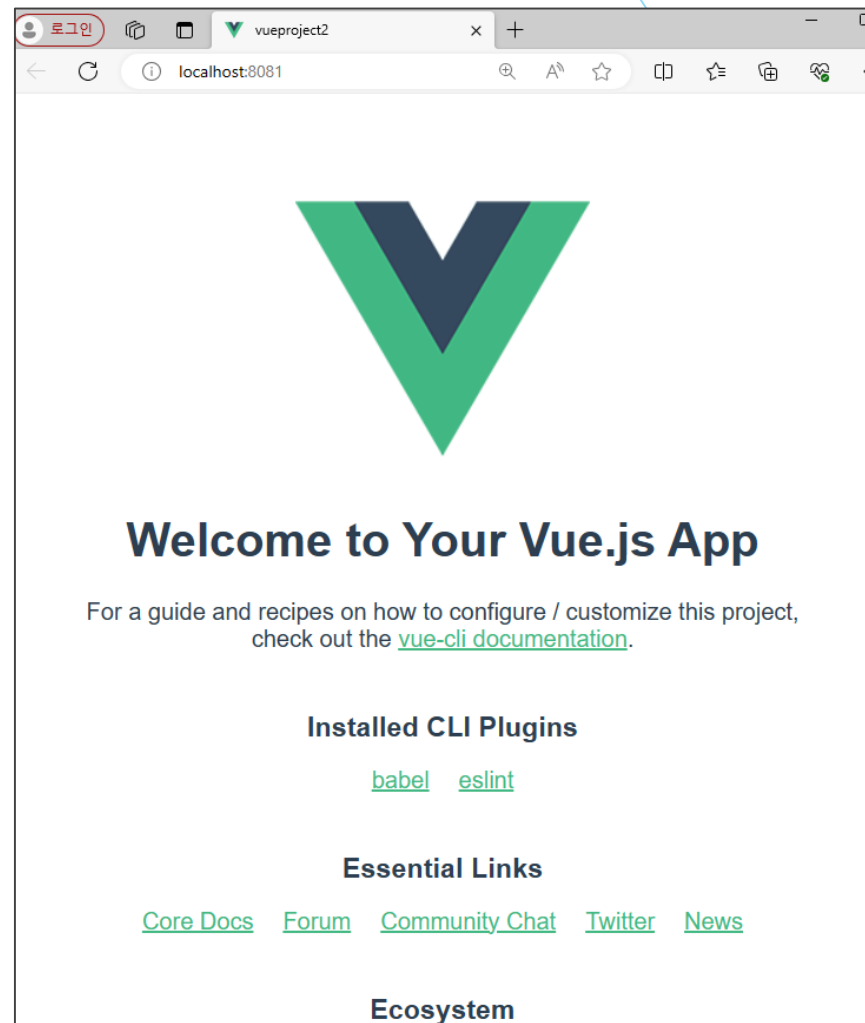 로그인
vueproject2
localhost:8081
Welcome to Your Vue.js App
For a guide and recipes on how to configure / customize this project,
check out the vue-cli documentation.
Installed CLI Plugins
babel eslint
Essential Links
Core Docs Forum Community Chat Twitter News
Ecosystem